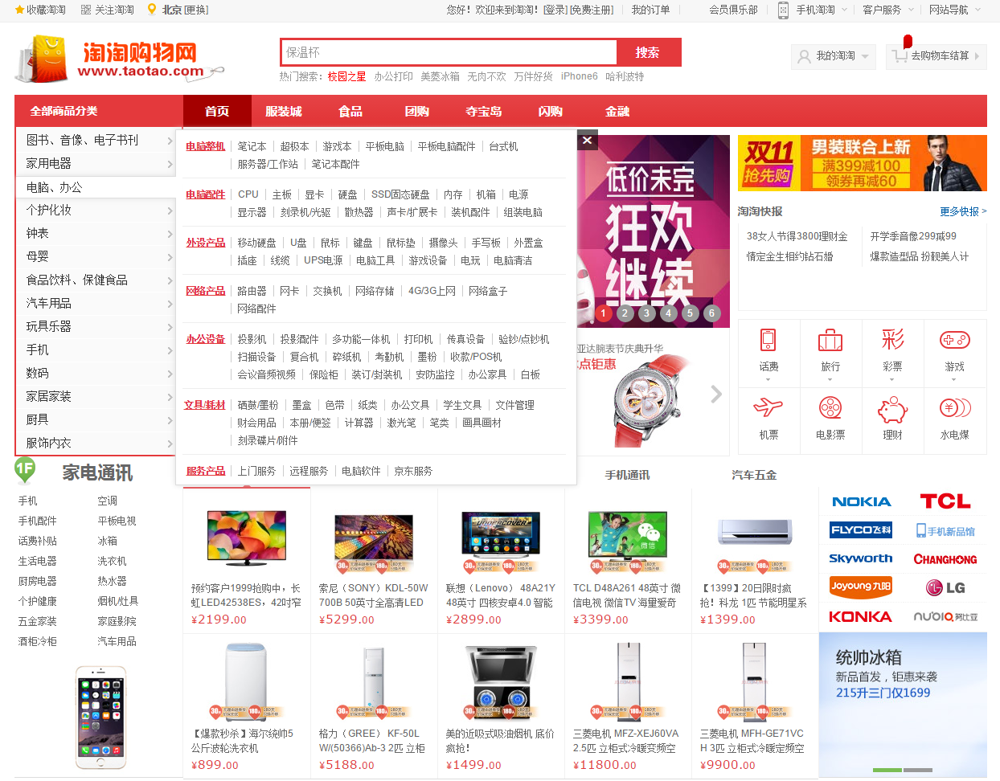 收藏淘淘 关注淘淘 北京 [更换] 您好！欢迎来到淘淘！[登录] [免费注册] 我的订单 会员俱乐部 手机淘淘 客户服务 网站导航
淘淘购物网
www.taotao.com
保温杯 搜索
热门搜索： 校园之星 办公打印 美菱冰箱 无肉不欢 万件好货 iPhone6 哈利波特
我的淘淘 去购物车结算
全部商品分类 首页 服装城 食品 团购 夺宝岛 闪购 金融
图书、音像、电子书刊
家用电器
电脑、办公
个护化妆
钟表
母婴
食品饮料、保健食品
汽车用品
玩具乐器
手机
数码
家居家装
厨具
服饰内衣
电脑整机 笔记本 超极本 游戏本 平板电脑 平板电脑配件 台式机
服务器/工作站 笔记本配件
电脑配件 CPU 主板 显卡 硬盘 SSD固态硬盘 内存 机箱 电源
显示器 刻录机/光驱 散热器 声卡/扩展卡 装机配件 组装电脑
外设产品 移动硬盘 U盘 鼠标 键盘 鼠标垫 摄像头 手写板 外置盒
插座 线缆 UPS电源 电脑工具 游戏设备 电玩 电脑清洁
网络产品 路由器 网卡 交换机 网络存储 4G/3G上网 网络盒子
网络配件
办公设备 投影机 投影配件 多功能一体机 打印机 传真设备 验钞/点钞机
扫描设备 复合机 碎纸机 考勤机 墨粉 收款/POS机
会议音频视频 保险柜 装订/封装机 安防监控 办公家具 白板
文具/耗材 硒鼓/墨粉 墨盒 色带 纸类 办公文具 学生文具 文件管理
财会用品 本册/便签 计算器 激光笔 笔类 画具画材
刻录碟片/附件
服务产品 上门服务 远程服务 电脑软件 京东服务
低价未完
狂欢
继续
1 2 3 4 5 6
亚达腕表节庆典升华
点钜惠
双11
抢先购
男装联合上新
满399减100
领券再减60
淘淘快报 更多快报 >
38女人节得3800理财金 开学季音像299减99
情定金生相约钻石婚 爆款造型品 扮靓美人计
话费 旅行 彩 彩票 游戏
机票 电影票 理财 水电煤
1F 家电通讯 手机通讯 汽车五金
手机 空调
手机配件 平板电视
话费补贴 冰箱
生活电器 洗衣机
厨房电器 热水器
个护健康 烟机/灶具
五金家装 家庭影院
酒柜冷柜 汽车用品
预约客户1999抢购中，长
虹LED42538ES，42吋窄
¥2199.00
索尼（SONY）KDL-50W
700B 50英寸全高清LED
¥5299.00
联想（Lenovo） 48A21Y
48英寸 四核安卓4.0 智能
¥2899.00
微信
TCL D48A261 48英寸 微
信电视 微信TV 海量爱奇
¥3399.00
【1399】20日限时疯
抢！科龙 1匹 节能明星系
¥1399.00
【爆款秒杀】海尔统帅5
公斤波轮洗衣机
¥899.00
格力（GREE） KF-50L
W/(50366)Ab-3 2匹 立柜
¥5188.00
美的近吸式吸油烟机 底价
疯抢！
¥1499.00
三菱电机 MFZ-XEJ60VA
2.5匹 立柜式冷暖变频空
¥11800.00
三菱电机 MFH-GE71VC
H 3匹 立柜式冷暖定频空
¥9900.00
NOKIA TCL
FLYCO飞科 手机新品馆
Skyworth CHANGHONG
Joyoung九阳 LG
KONKA nubia努比亚
统帅冰箱
新品首发，钜惠来袭
215升三门仅1699